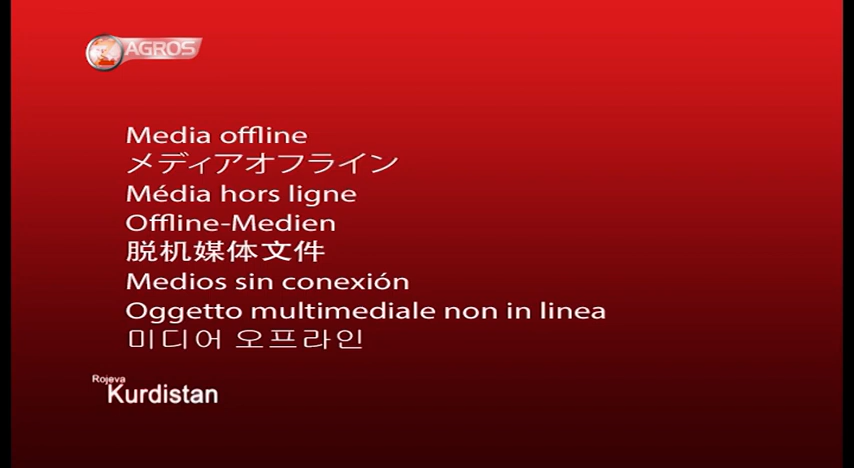 AGROS
Media offline
メディアオフライン
Média hors ligne
Offline-Medien
脱机媒体文件
Medios sin conexión
Oggetto multimediale non in linea
미디어 오프라인
Rojeva
Kurdistan